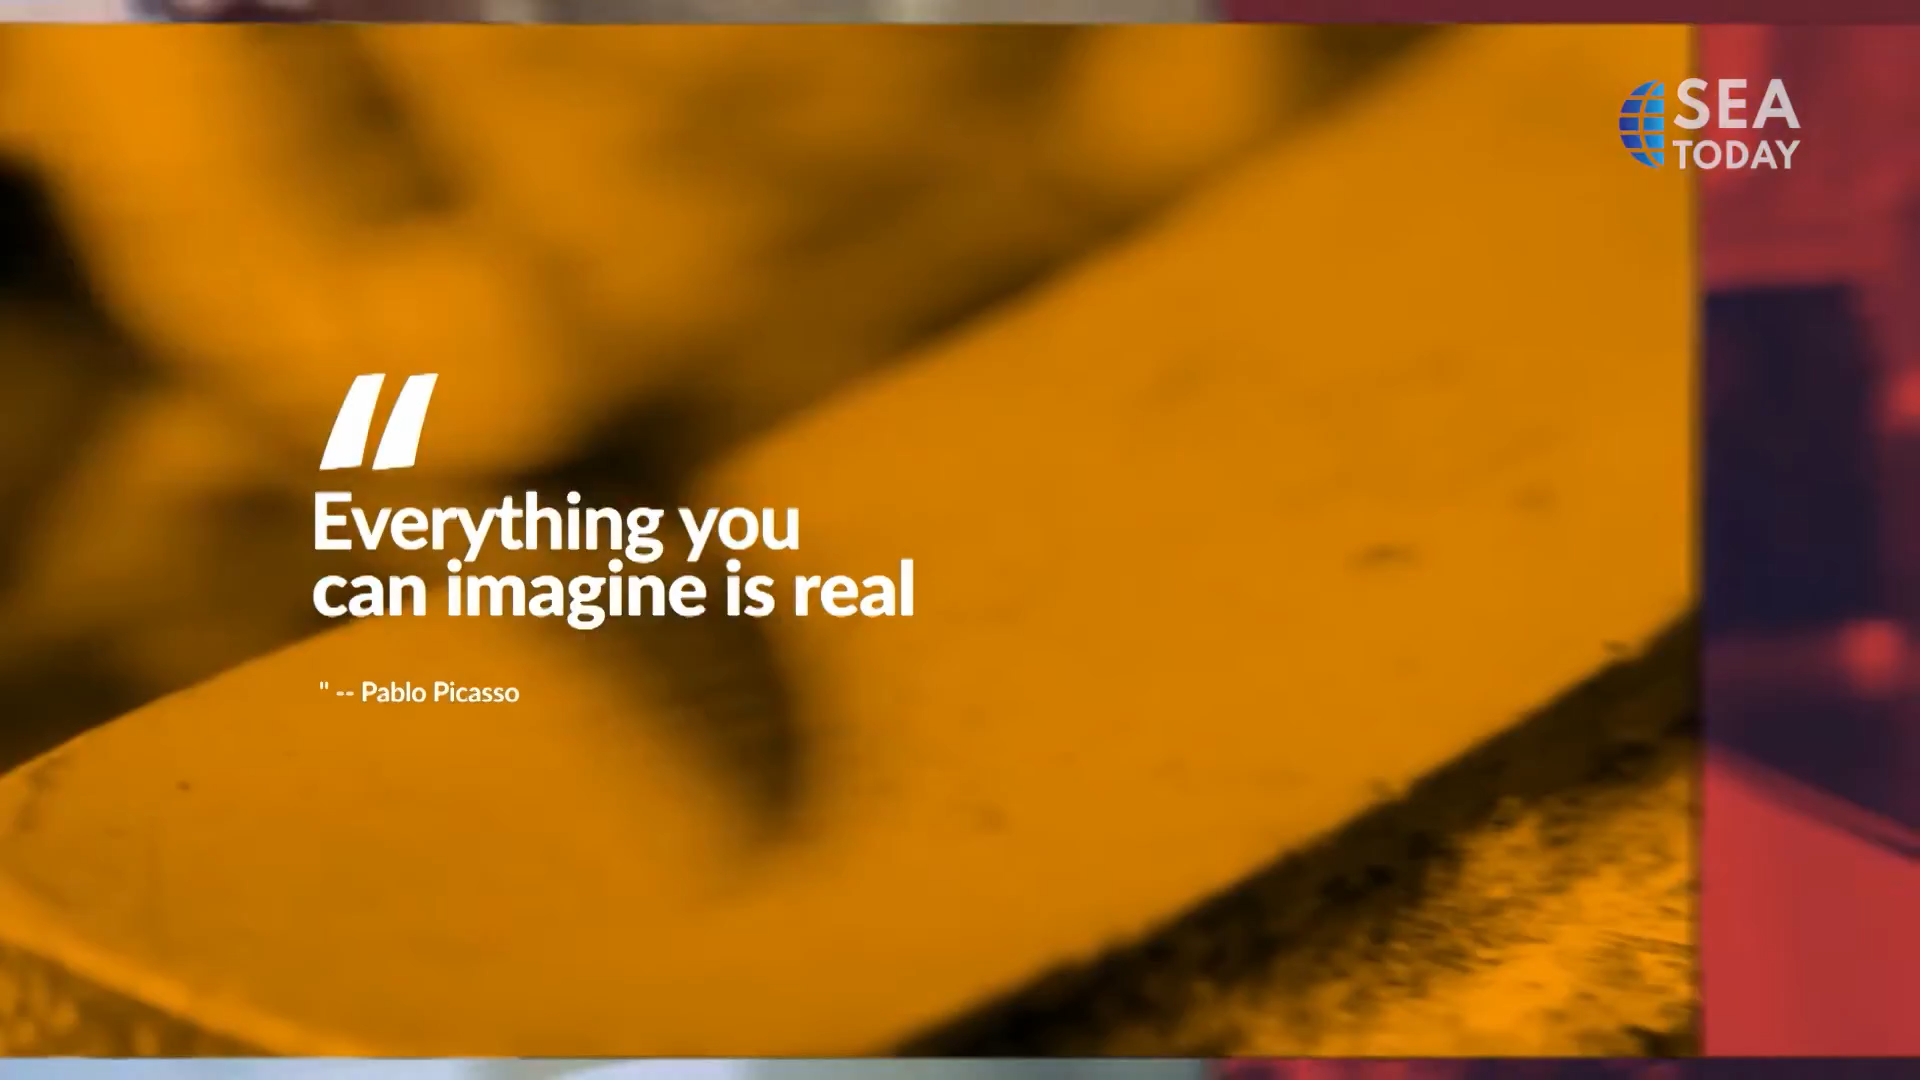 SEA
TODAY
“
Everything you
can imagine is real
" -- Pablo Picasso